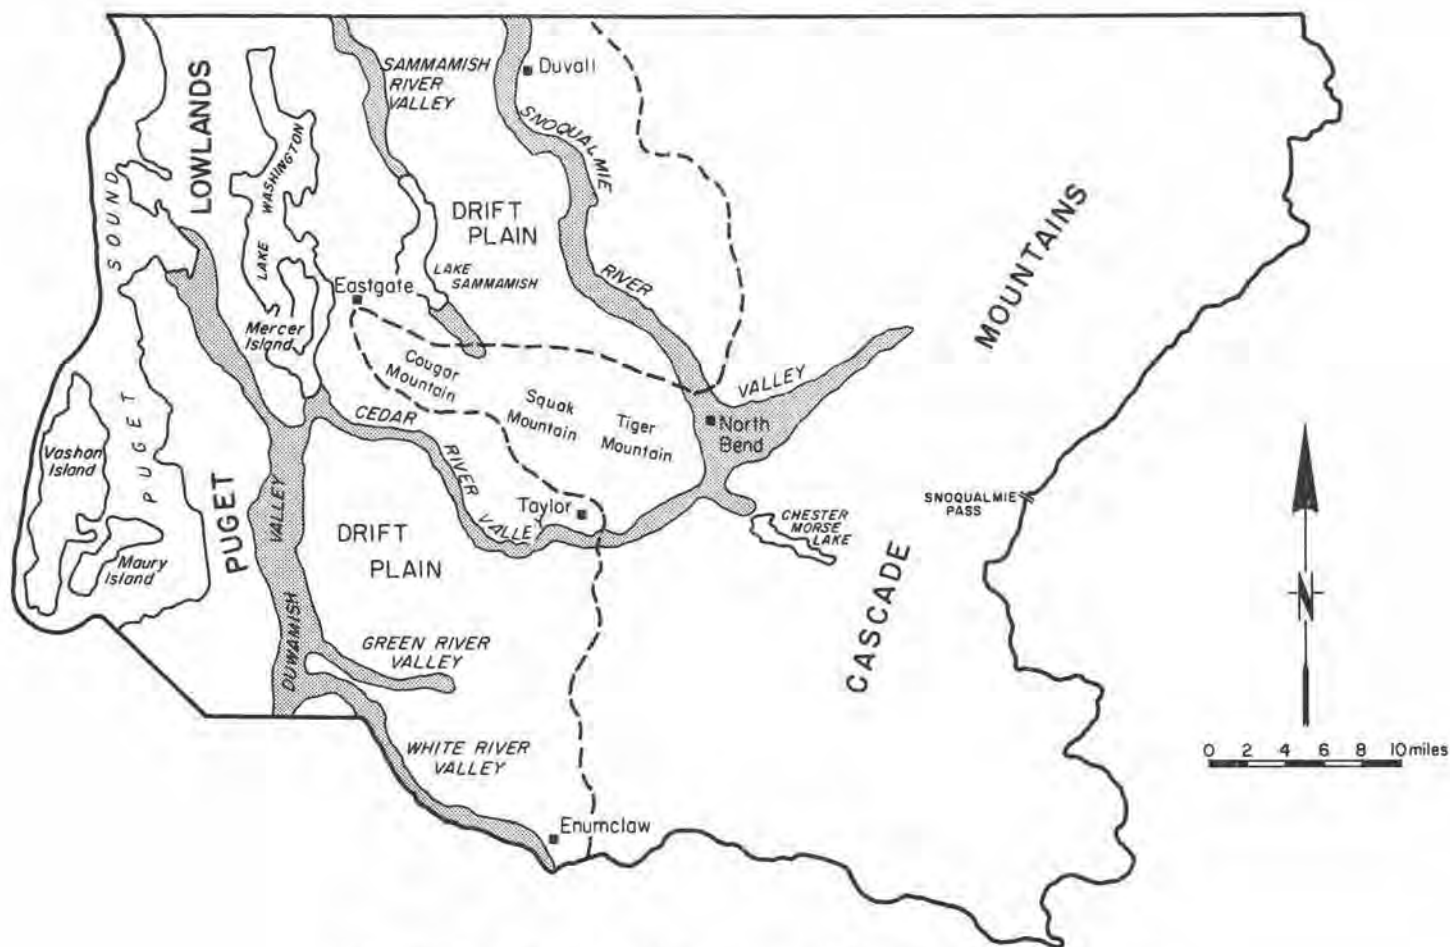 SAMMAMISH
RIVER
VALLEY
Duvall
SNOQUALMIE
RIVER
VALLEY
LOWLANDS
PUGET
SOUND
PUGET
LAKE
WASHINGTON
DRIFT
PLAIN
LAKE
SAMMAMISH
Eastgate
Mercer
Island
Cougar
Mountain
Squak
Mountain
Tiger
Mountain
North
Bend
MOUNTAINS
CASCADE
CEDAR
RIVER
VALLE
Vashon
Island
Maury
Island
VALLEY
DUWAMISH
DRIFT
PLAIN
Taylor
CHESTER
MORSE
LAKE
SNOQUALMIE
PASS
GREEN RIVER
VALLEY
WHITE RIVER
VALLEY
Enumclaw
N
0 2 4 6 8 10 miles